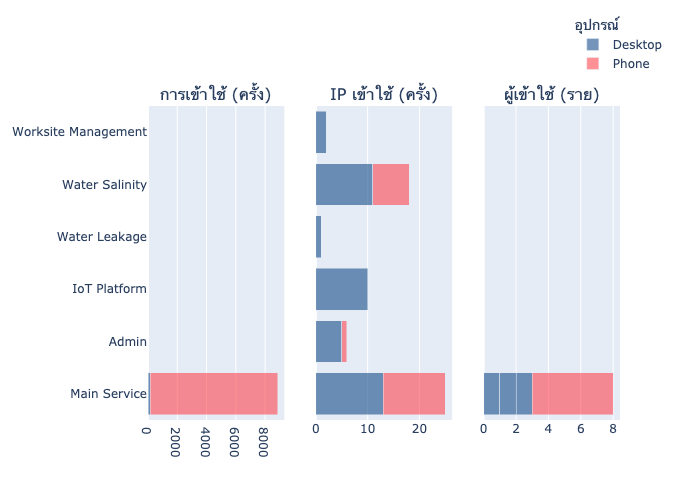 อุปกรณ์
Desktop
Phone
การเข้าใช้ (ครั้ง)
IP เข้าใช้ (ครั้ง)
ผู้เข้าใช้ (ราย)
Worksite Management
Water Salinity
Water Leakage
IoT Platform
Admin
Main Service
0 2000 4000 6000 8000
0 10 20
0 2 4 6 8